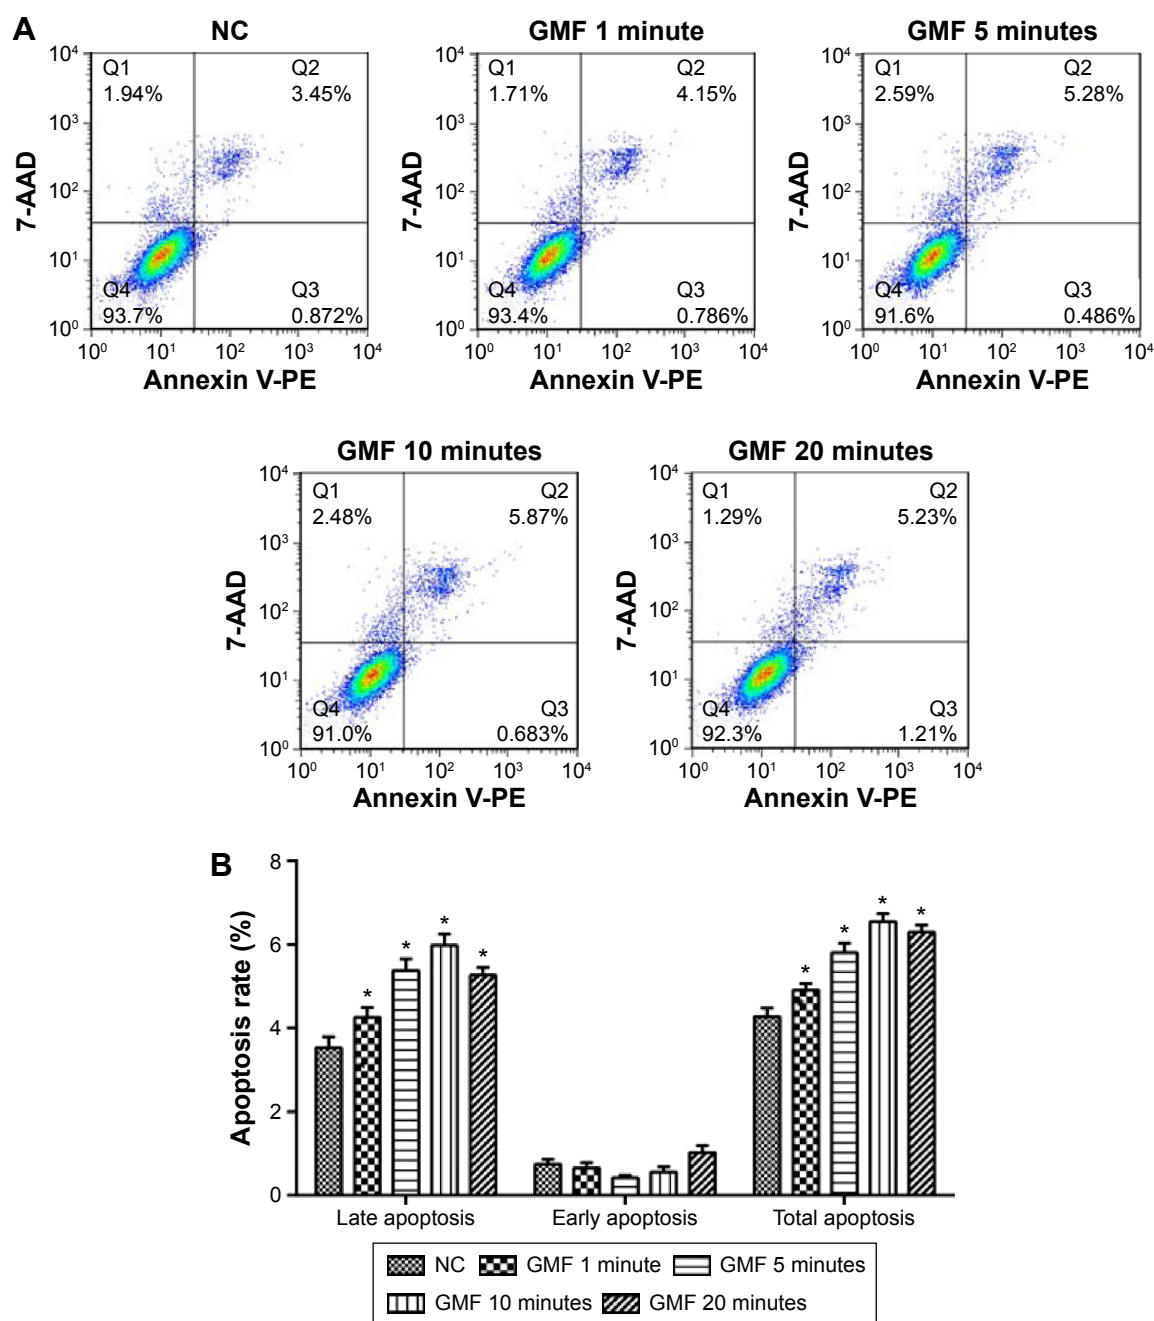 A
NC
Q1
1.94%
Q2
3.45%
Q4
93.7%
Q3
0.872%
10⁴
10³
10²
10¹
10⁰
10⁰ 10¹ 10² 10³ 10⁴
7-AAD
Annexin V-PE
GMF 1 minute
Q1
1.71%
Q2
4.15%
Q4
93.4%
Q3
0.786%
10⁴
10³
10²
10¹
10⁰
10⁰ 10¹ 10² 10³ 10⁴
7-AAD
Annexin V-PE
GMF 5 minutes
Q1
2.59%
Q2
5.28%
Q4
91.6%
Q3
0.486%
10⁴
10³
10²
10¹
10⁰
10⁰ 10¹ 10² 10³ 10⁴
7-AAD
Annexin V-PE
GMF 10 minutes
Q1
2.48%
Q2
5.87%
Q4
91.0%
Q3
0.683%
10⁴
10³
10²
10¹
10⁰
10⁰ 10¹ 10² 10³ 10⁴
7-AAD
Annexin V-PE
GMF 20 minutes
Q1
1.29%
Q2
5.23%
Q4
92.3%
Q3
1.21%
10⁴
10³
10²
10¹
10⁰
10⁰ 10¹ 10² 10³ 10⁴
7-AAD
Annexin V-PE
B
Apoptosis rate (%)
8
6
4
2
0
* * * *
* * * *
Late apoptosis Early apoptosis Total apoptosis
NC GMF 1 minute GMF 5 minutes
GMF 10 minutes GMF 20 minutes